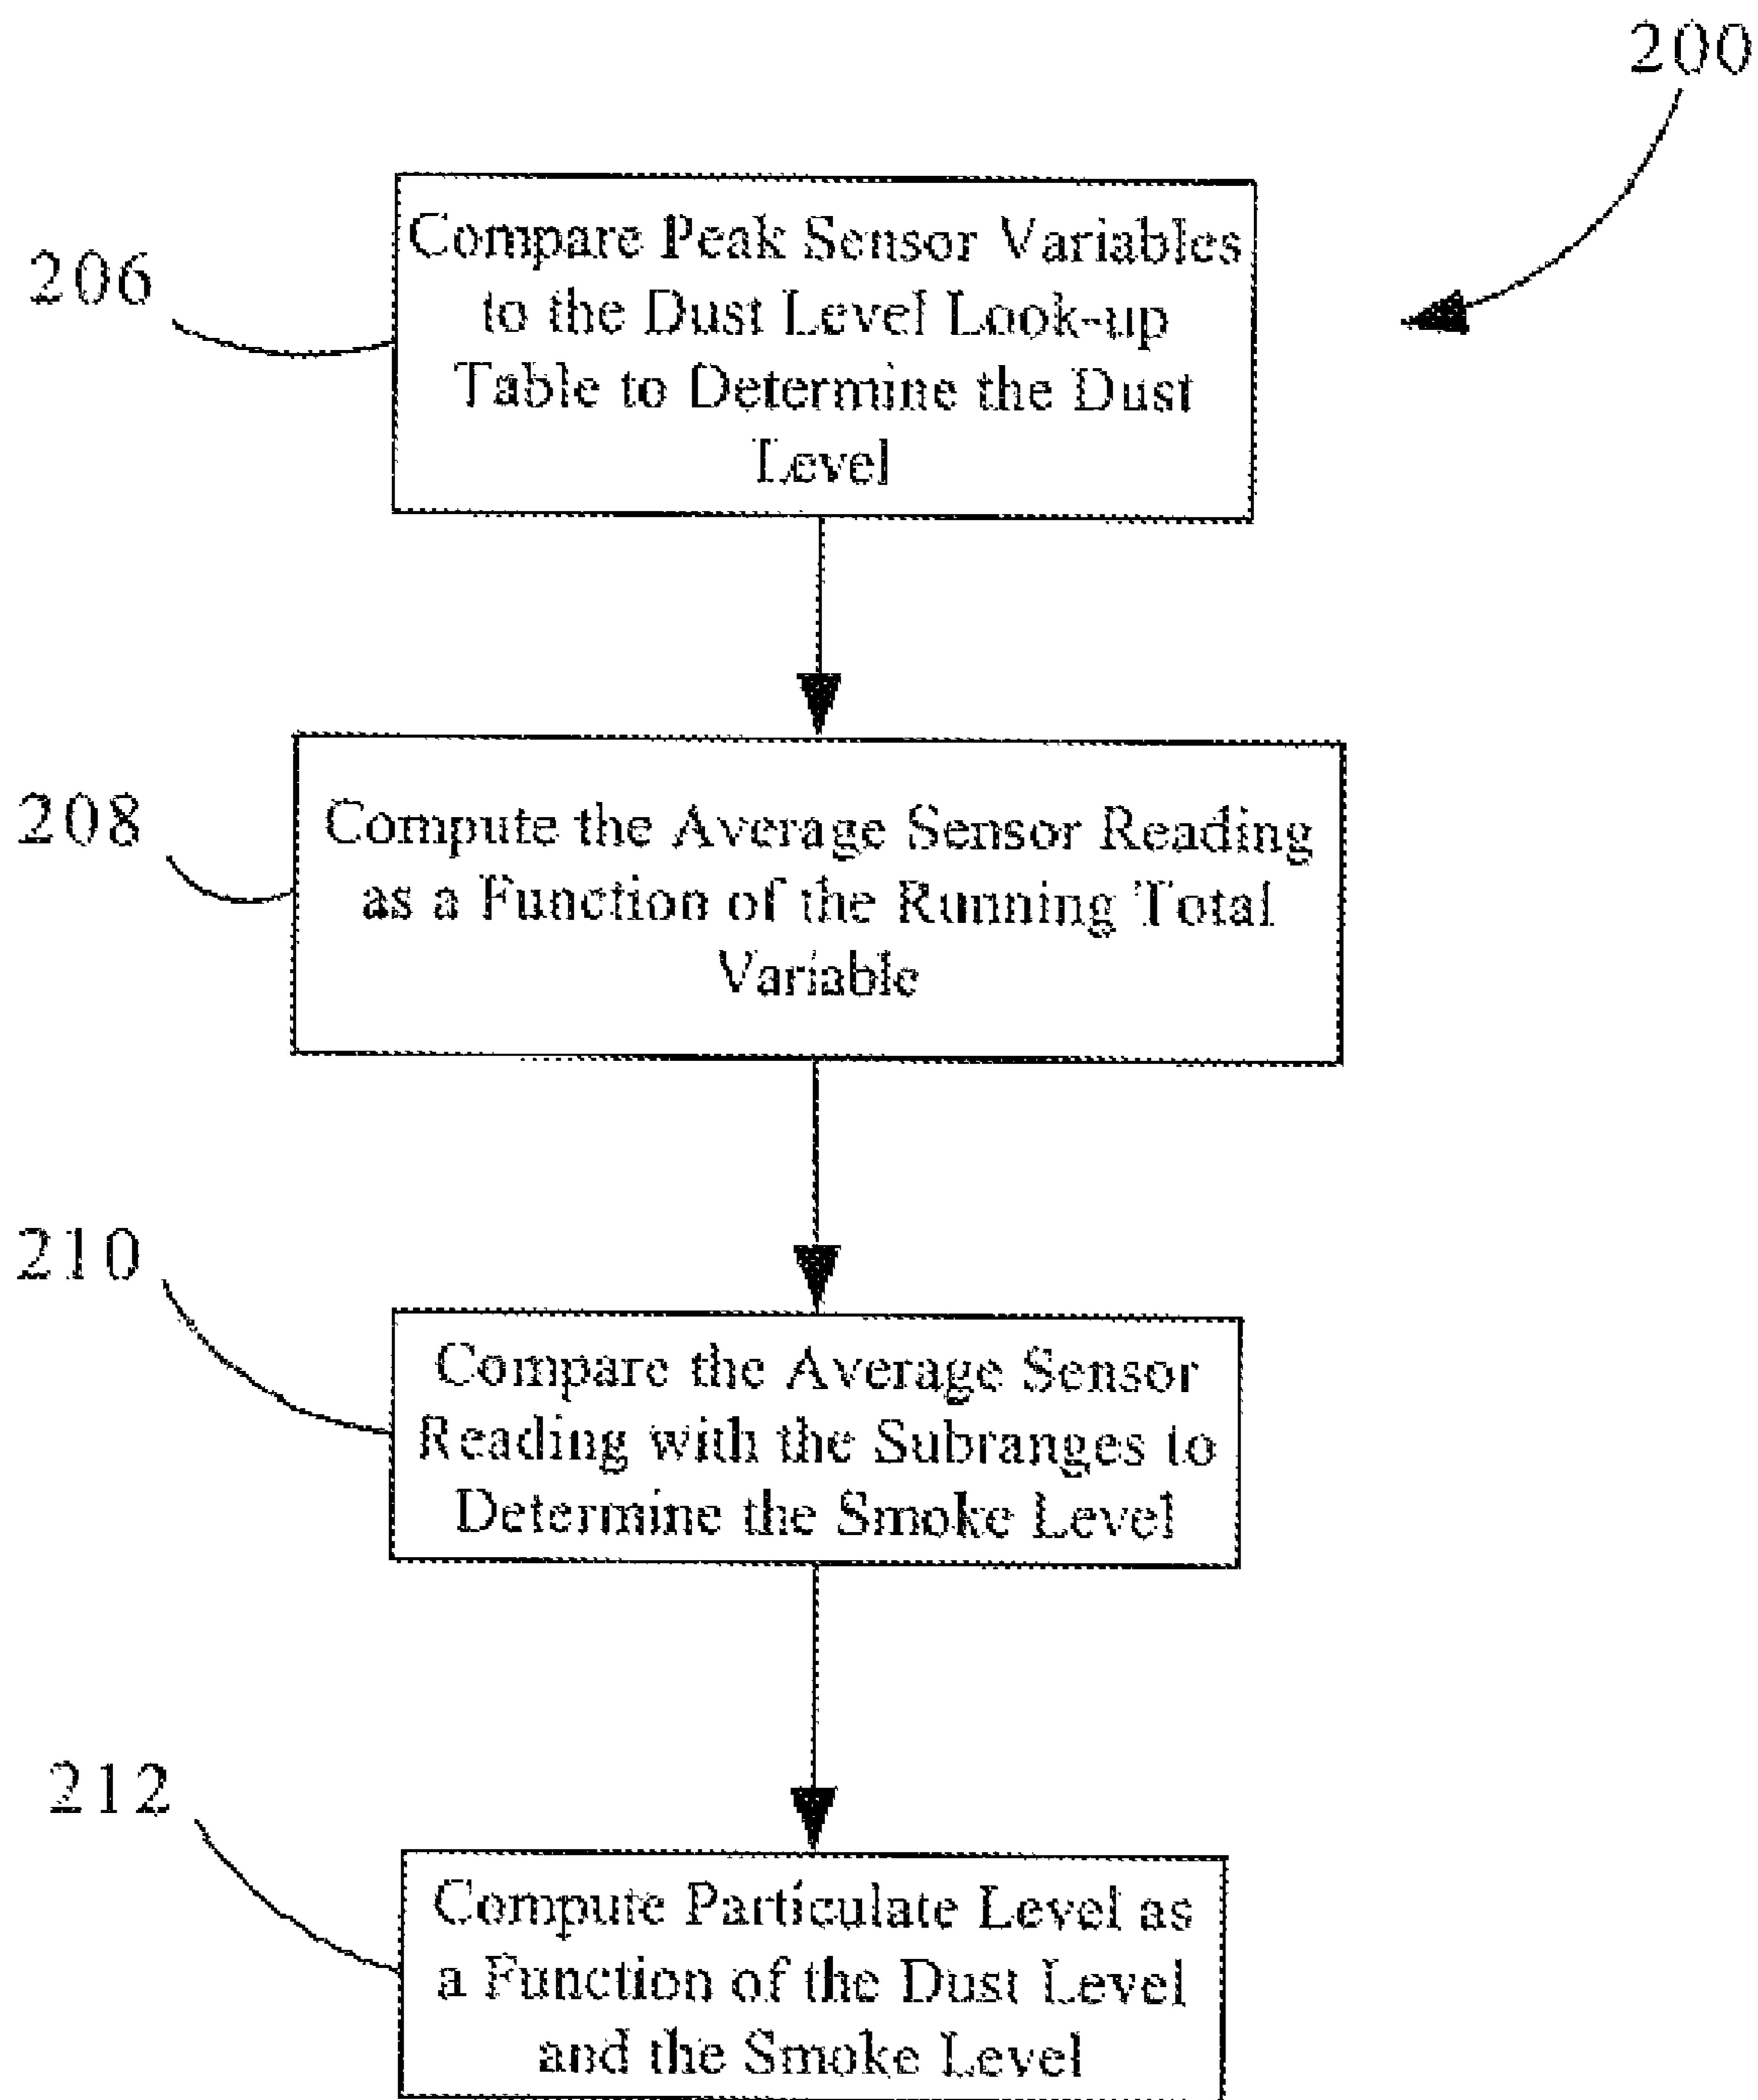 200
206
Compare Peak Sensor Variables
to the Dust Level Look-up
Table to Determine the Dust
Level
208
Compute the Average Sensor Reading
as a Function of the Running Total
Variable
210
Compare the Average Sensor
Reading with the Subranges to
Determine the Smoke Level
212
Compute Particulate Level as
a Function of the Dust Level
and the Smoke Level